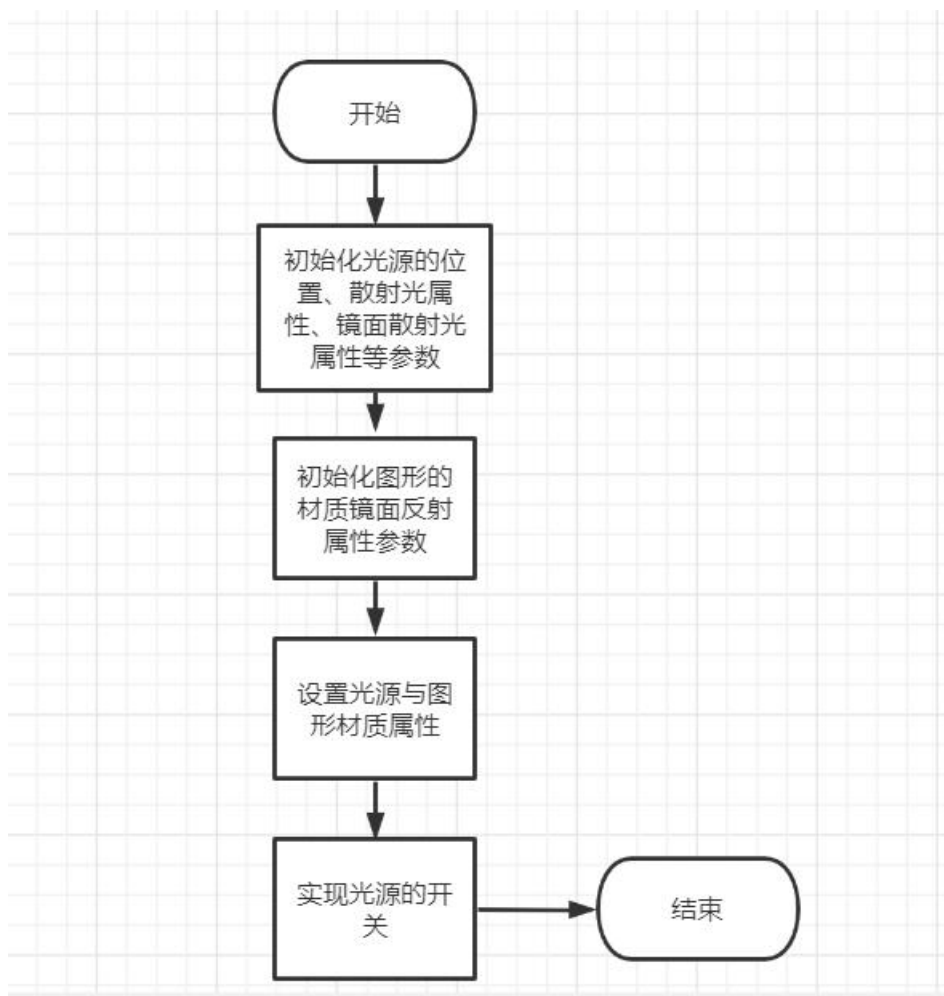 开始
初始化光源的位
置、散射光属
性、镜面散射光
属性等参数
初始化图形的
材质镜面反射
属性参数
设置光源与图
形材质属性
实现光源的开
关
结束